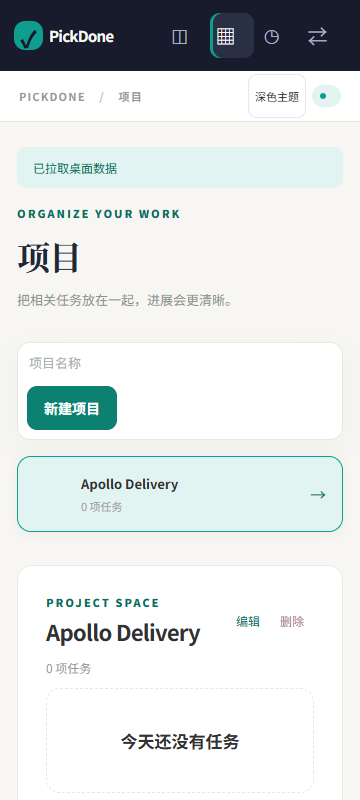 PickDone
PICKDONE / 项目
深色主题
已拉取桌面数据
ORGANIZE YOUR WORK
项目
把相关任务放在一起，进展会更清晰。
项目名称
新建项目
Apollo Delivery
0 项任务
→
PROJECT SPACE
Apollo Delivery
编辑 删除
0 项任务
今天还没有任务